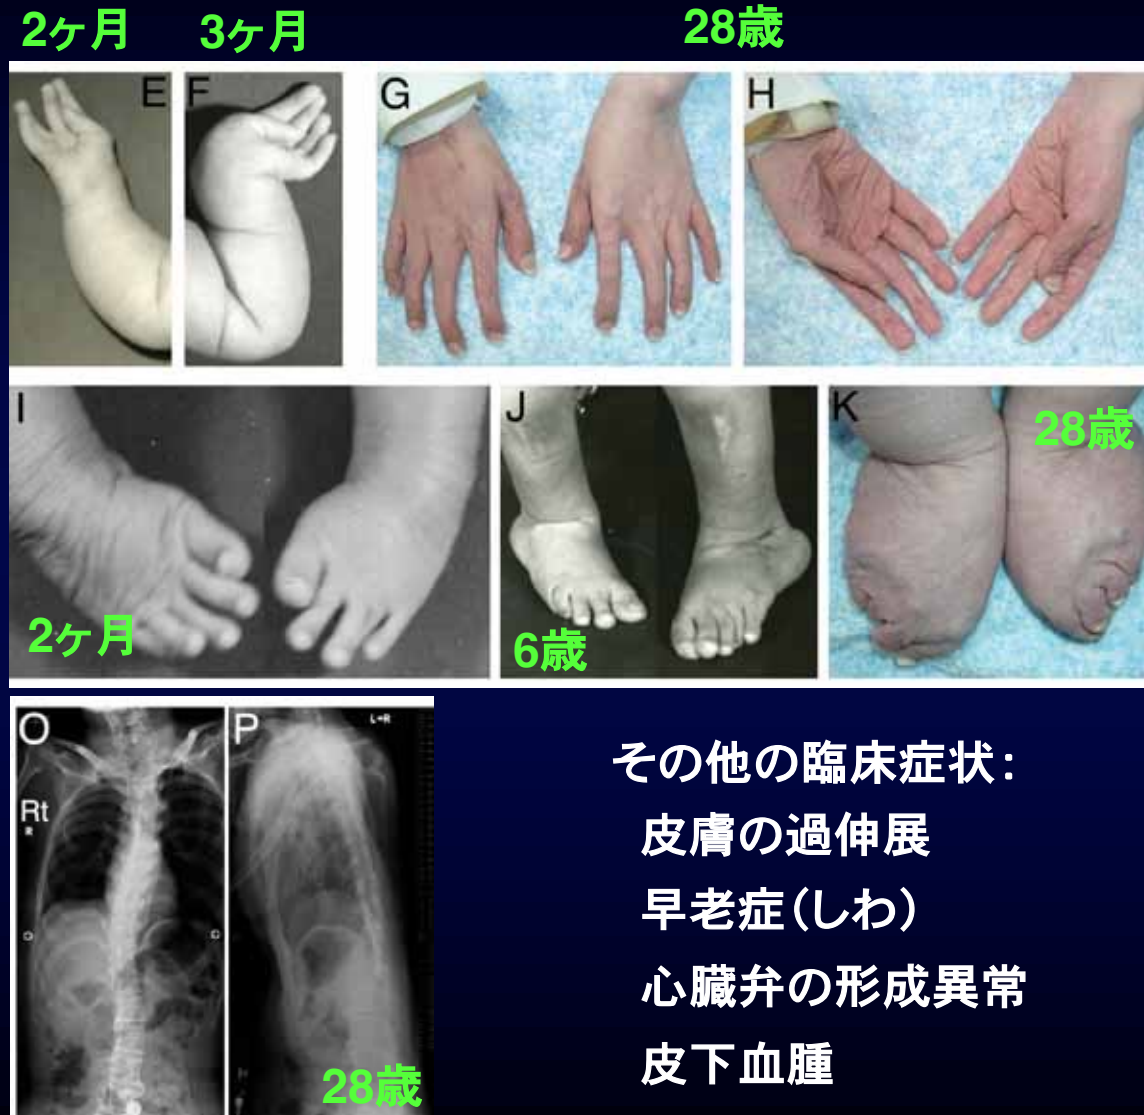 2ヶ月 3ヶ月 28歳
E F G H
I J K
28歳
2ヶ月
6歳
O P
L↔R
Rt
R
その他の臨床症状:
皮膚の過伸展
早老症(しわ)
心臓弁の形成異常
皮下血腫
28歳